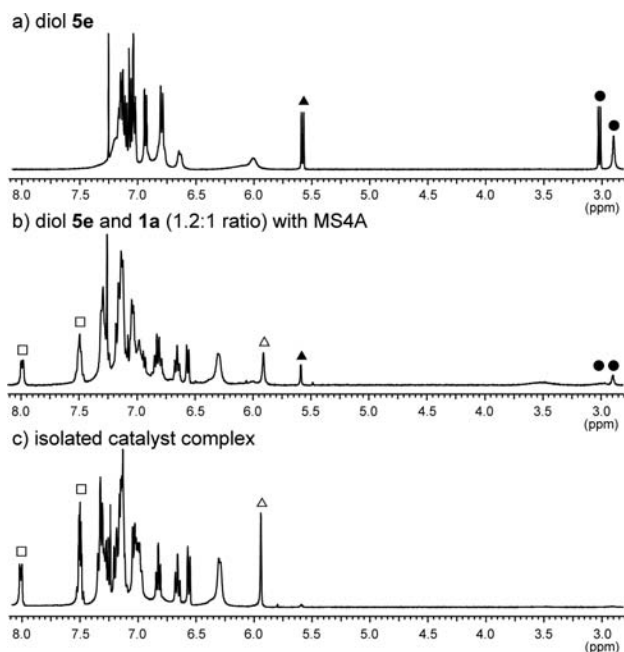 a) diol 5e
▲ ● ●
8.0 7.5 7.0 6.5 6.0 5.5 5.0 4.5 4.0 3.5 3.0
(ppm)
b) diol 5e and 1a (1.2:1 ratio) with MS4A
□ □ △ ▲ ● ●
8.0 7.5 7.0 6.5 6.0 5.5 5.0 4.5 4.0 3.5 3.0
(ppm)
c) isolated catalyst complex
□ □ △
8.0 7.5 7.0 6.5 6.0 5.5 5.0 4.5 4.0 3.5 3.0
(ppm)